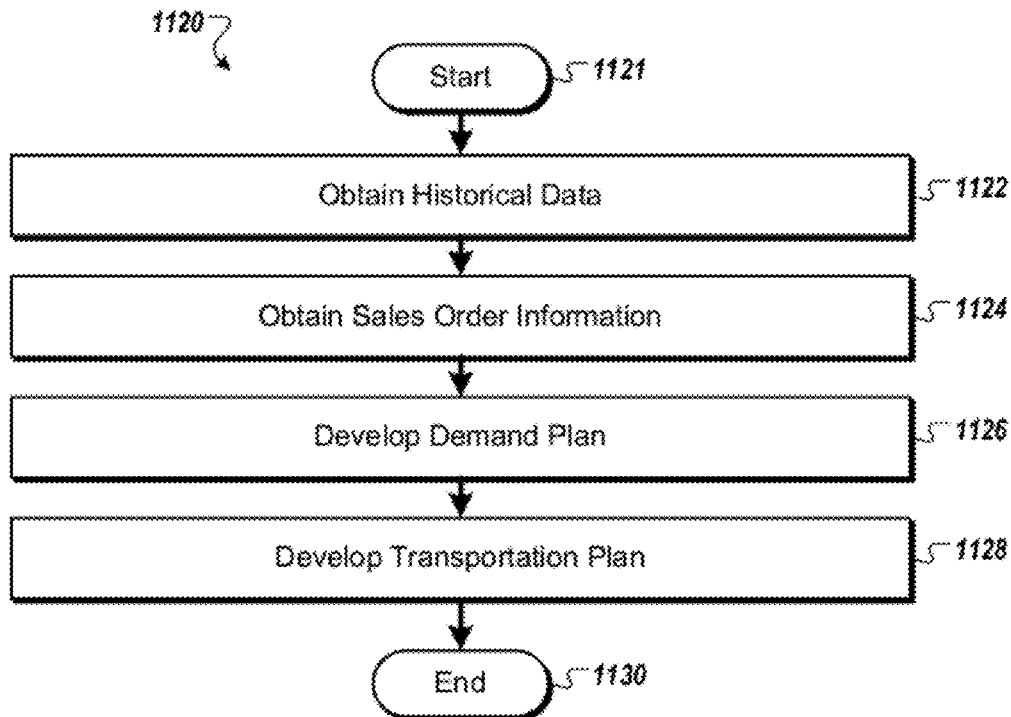 1120
Start
1121
Obtain Historical Data
1122
Obtain Sales Order Information
1124
Develop Demand Plan
1126
Develop Transportation Plan
1128
End
1130